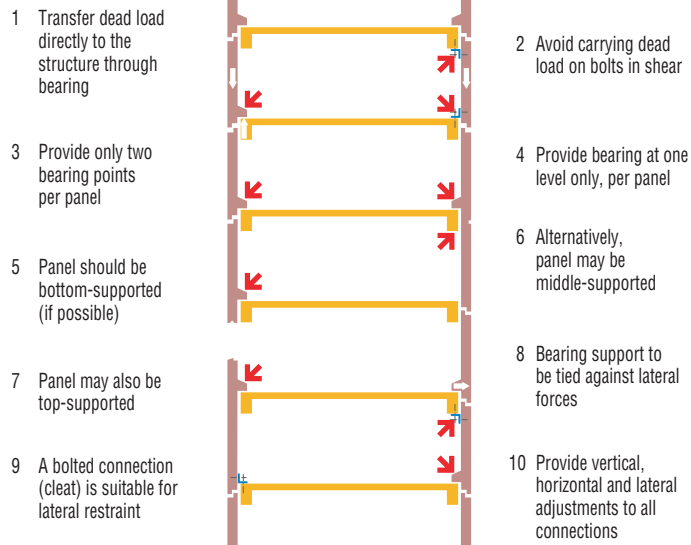 1 Transfer dead load
directly to the
structure through
bearing
2 Avoid carrying dead
load on bolts in shear
3 Provide only two
bearing points
per panel
4 Provide bearing at one
level only, per panel
5 Panel should be
bottom-supported
(if possible)
6 Alternatively,
panel may be
middle-supported
7 Panel may also be
top-supported
8 Bearing support to
be tied against lateral
forces
9 A bolted connection
(cleat) is suitable for
lateral restraint
10 Provide vertical,
horizontal and lateral
adjustments to all
connections